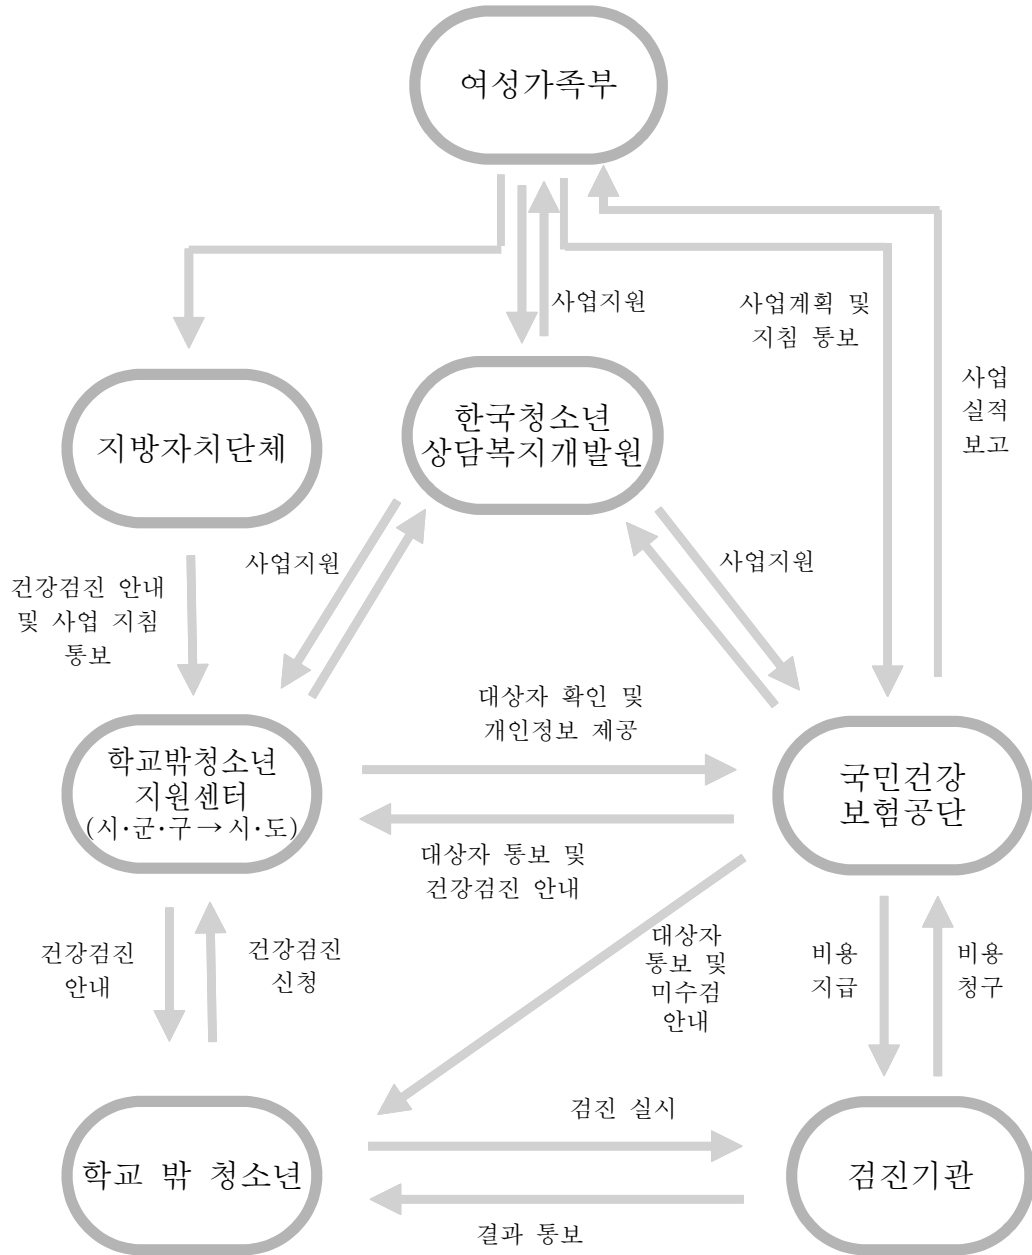 여성가족부
사업지원
사업계획 및
지침 통보
사업
실적
보고
지방자치단체
한국청소년
상담복지개발원
건강검진 안내
및 사업 지침
통보
사업지원
사업지원
대상자 확인 및
개인정보 제공
학교밖청소년
지원센터
(시·군·구→시·도)
국민건강
보험공단
대상자 통보 및
건강검진 안내
건강검진
안내
건강검진
신청
대상자
통보 및
미수검
안내
비용
지급
비용
청구
검진 실시
학교 밖 청소년
검진기관
결과 통보